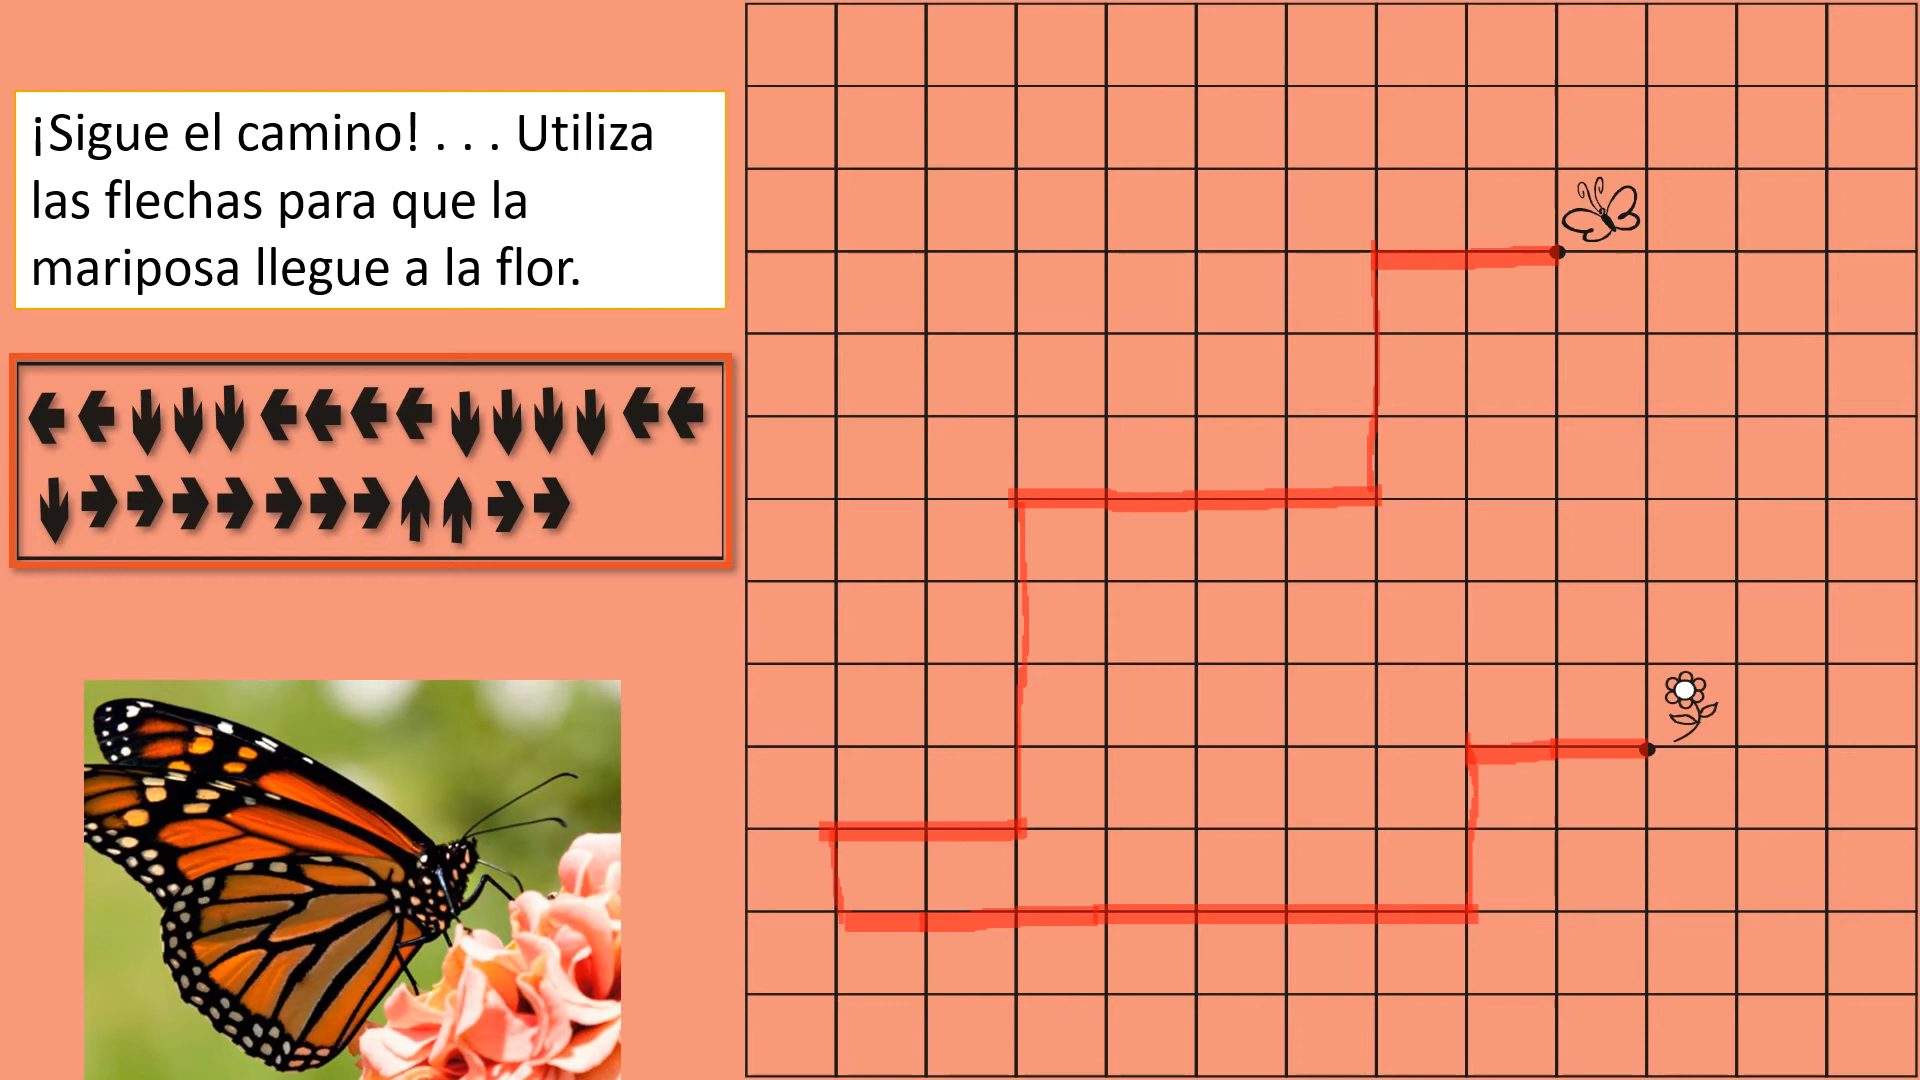 ¡Sigue el camino! . . . Utiliza
las flechas para que la
mariposa llegue a la flor.